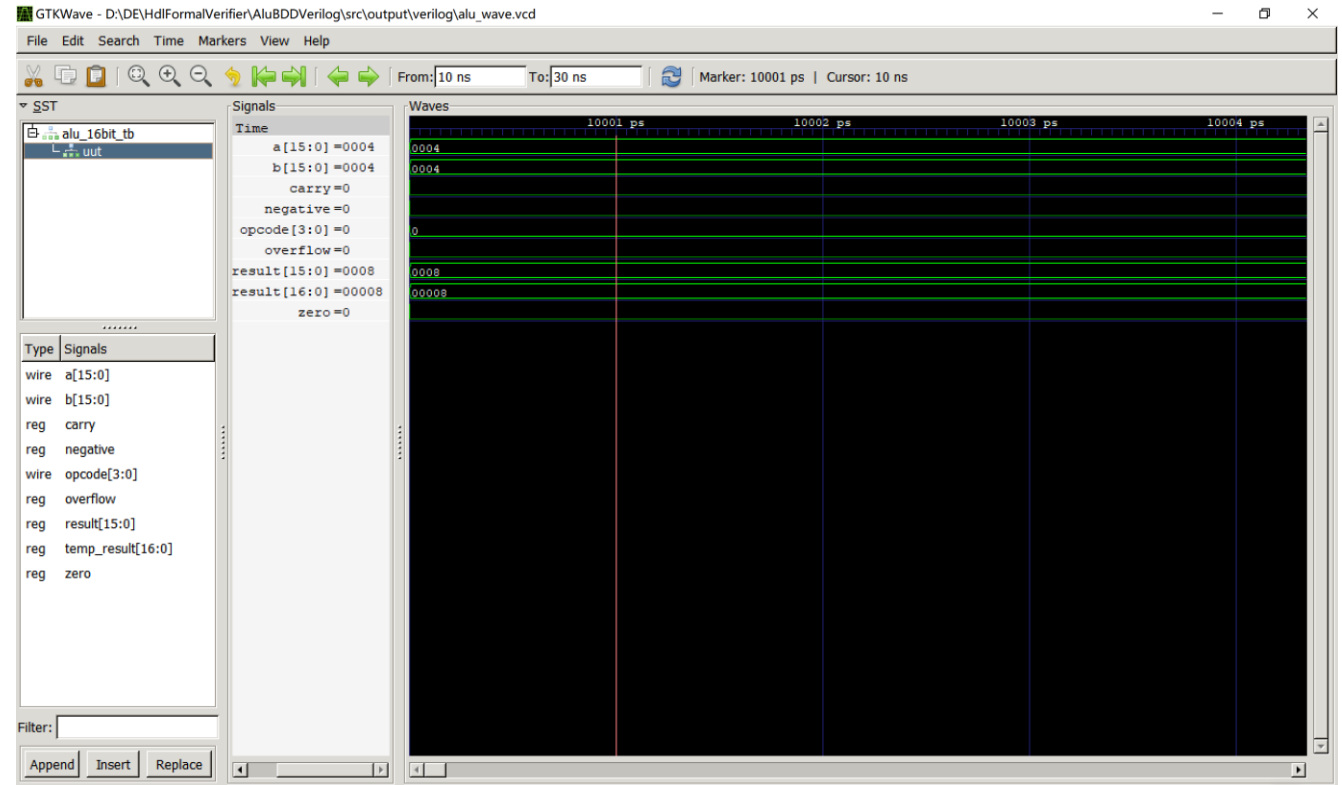 GTKWave - D:\DE\HdlFormalVerifier\AluBDDVerilog\src\output\verilog\alu_wave.vcd
File Edit Search Time Markers View Help
From: 10 ns To: 30 ns Marker: 10001 ps | Cursor: 10 ns
SST
alu_16bit_tb
uut
Type Signals
wire a[15:0]
wire b[15:0]
reg carry
reg negative
wire opcode[3:0]
reg overflow
reg result[15:0]
reg temp_result[16:0]
reg zero
Filter:
Append Insert Replace
Signals
Time
a[15:0] =0004
b[15:0] =0004
carry =0
negative =0
opcode[3:0] =0
overflow =0
result[15:0] =0008
result[16:0] =00008
zero =0
Waves
10001 ps 10002 ps 10003 ps 10004 ps
0004
0004
0
0008
00008